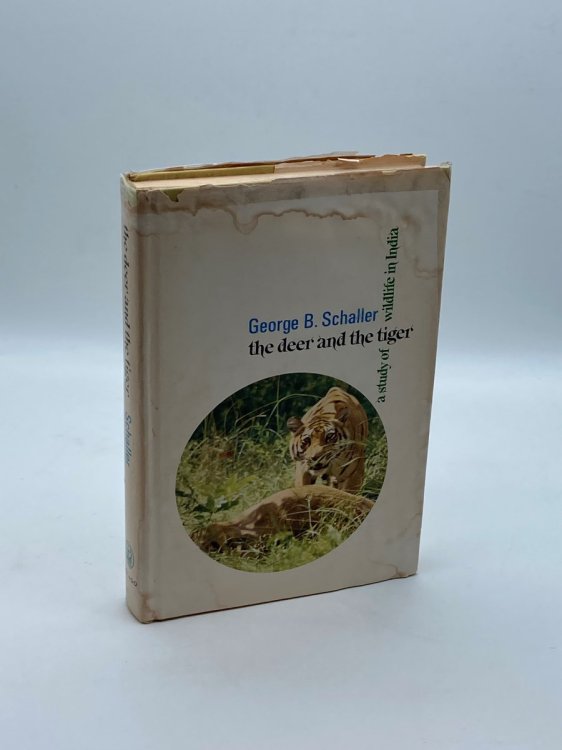 George B. Schaller
the deer and the tiger
a study of wildlife in India
the deer and the tiger Schaller